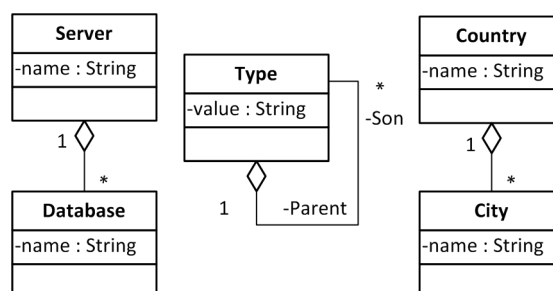 Server
-name : String
1
*
Database
-name : String
Type
-value : String
*
-Son
1
-Parent
Country
-name : String
1
*
City
-name : String